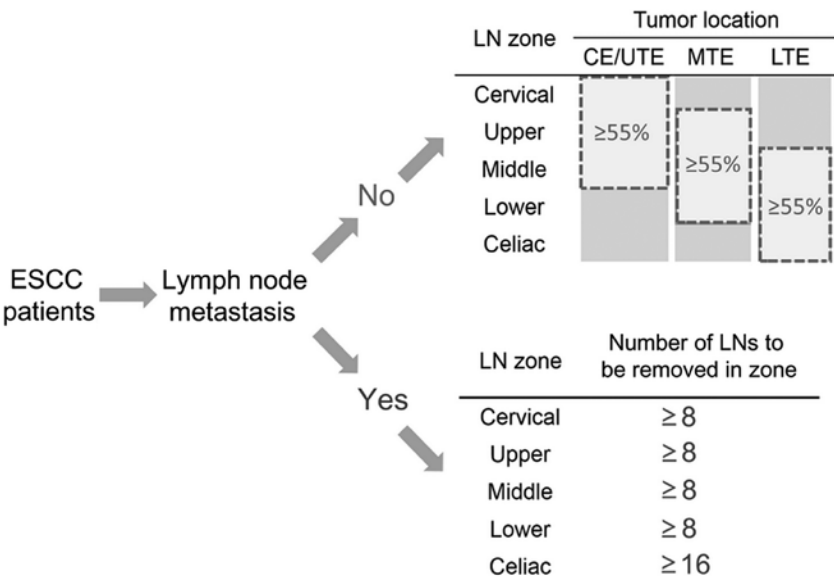 Tumor location
LN zone
CE/UTE MTE LTE
Cervical
Upper
Middle
Lower
Celiac
≥55%
≥55%
≥55%
No
ESCC
patients
Lymph node
metastasis
Yes
LN zone
Number of LNs to
be removed in zone
Cervical ≥8
Upper ≥8
Middle ≥8
Lower ≥8
Celiac ≥16